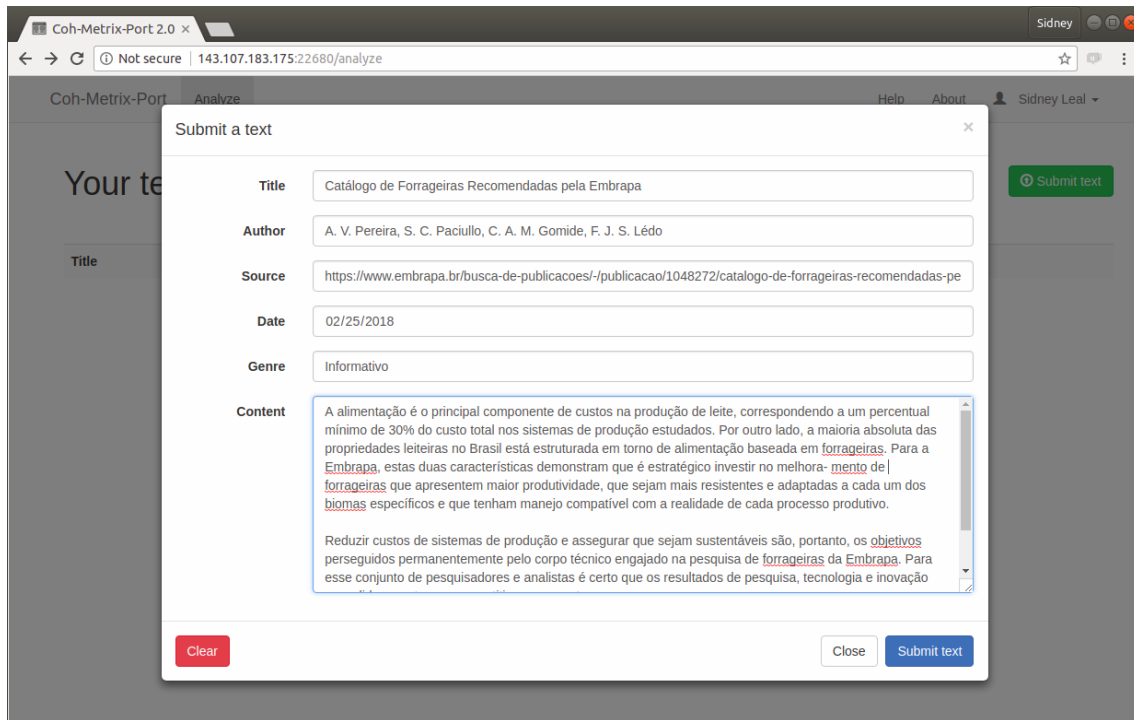 Coh-Metrix-Port 2.0 ×
Sidney
Not secure | 143.107.183.175:22680/analyze
Coh-Metrix-Port Analyze Help About Sidney Leal
Submit a text ×
Your te
Submit text
Title Catálogo de Forrageiras Recomendadas pela Embrapa
Author A. V. Pereira, S. C. Paciullo, C. A. M. Gomide, F. J. S. Lédo
Title
Source https://www.embrapa.br/busca-de-publicacoes/-/publicacao/1048272/catalogo-de-forrageiras-recomendadas-pe
Date 02/25/2018
Genre Informativo
Content
A alimentação é o principal componente de custos na produção de leite, correspondendo a um percentual
mínimo de 30% do custo total nos sistemas de produção estudados. Por outro lado, a maioria absoluta das
propriedades leiteiras no Brasil está estruturada em torno de alimentação baseada em forrageiras. Para a
Embrapa, estas duas características demonstram que é estratégico investir no melhora- mento de
forrageiras que apresentem maior produtividade, que sejam mais resistentes e adaptadas a cada um dos
biomas específicos e que tenham manejo compatível com a realidade de cada processo produtivo.
Reduzir custos de sistemas de produção e assegurar que sejam sustentáveis são, portanto, os objetivos
perseguidos permanentemente pelo corpo técnico engajado na pesquisa de forrageiras da Embrapa. Para
esse conjunto de pesquisadores e analistas é certo que os resultados de pesquisa, tecnologia e inovação
Clear Close Submit text